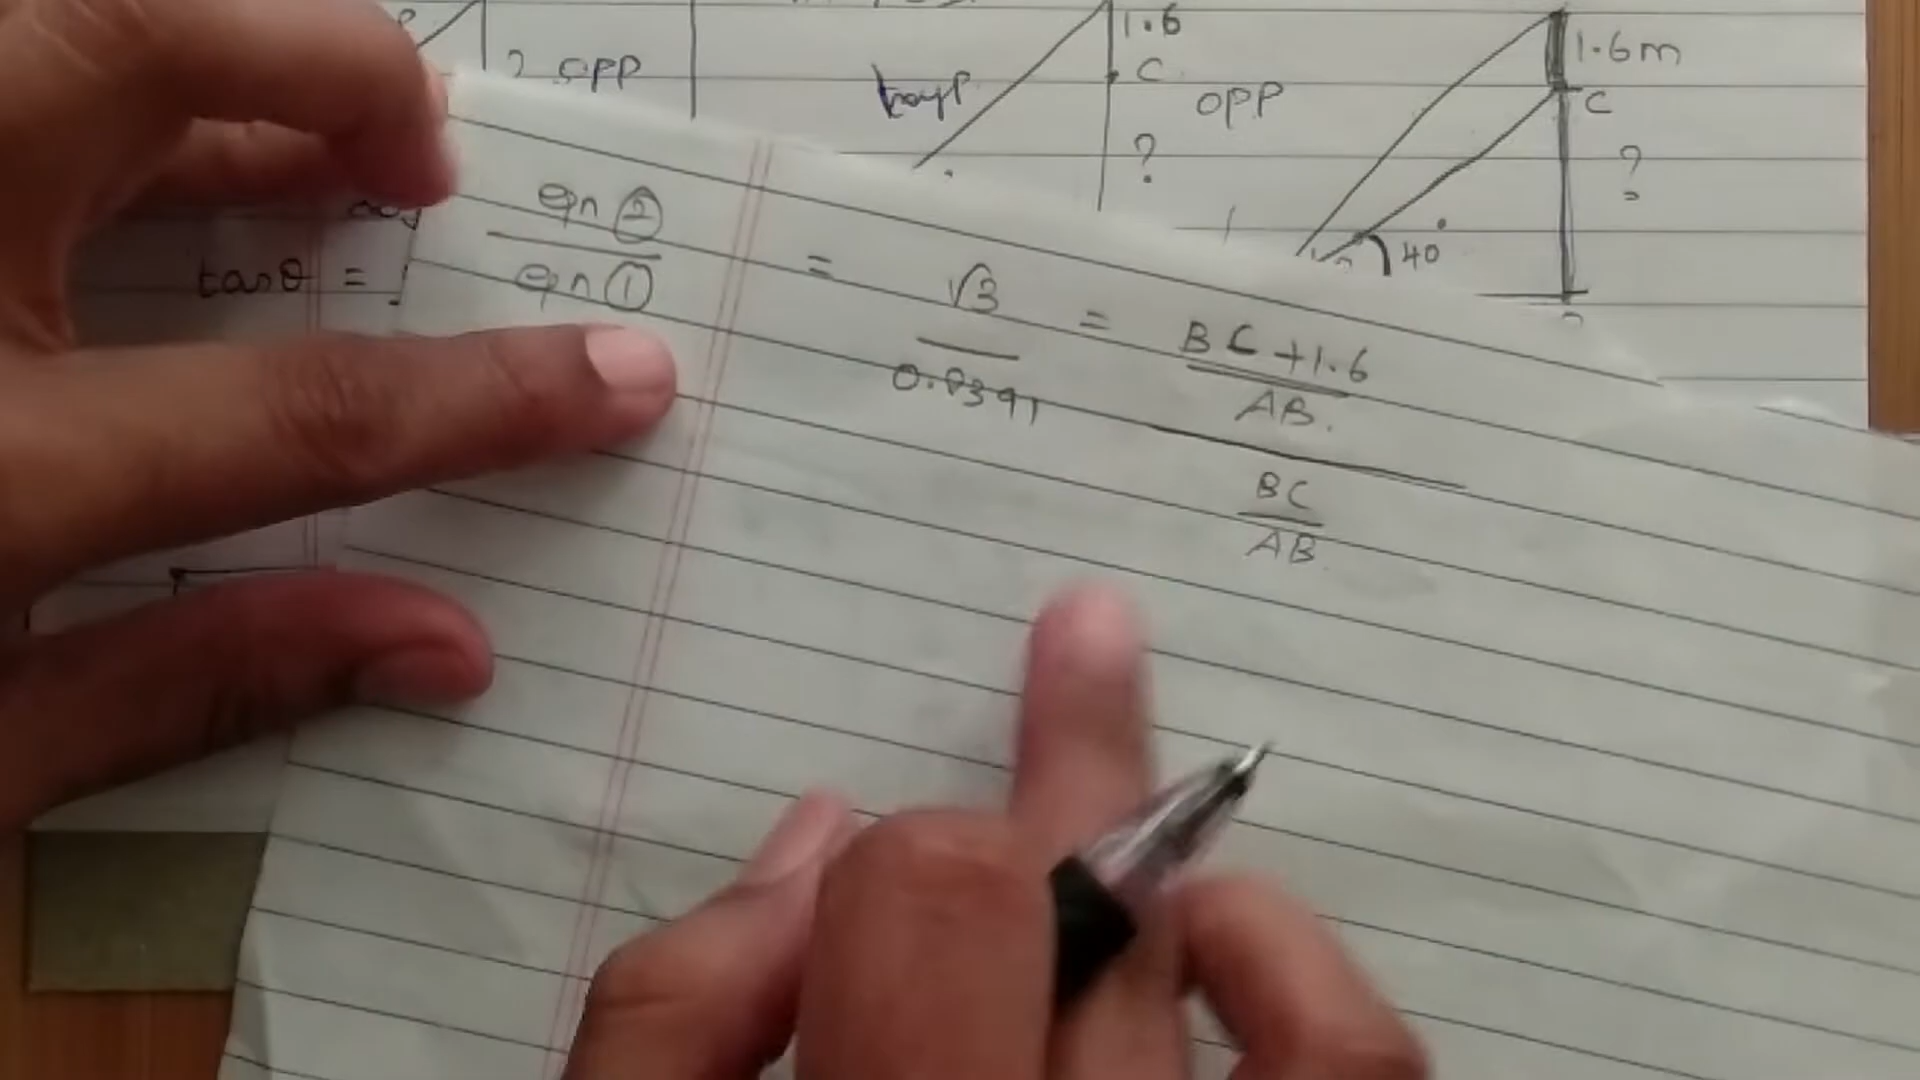 ? opp
1.6
C
hyp
opp
?
1.6m
C
?
40°
tanθ =
eqn ②
eqn ①
= √3
0.8391
= BC+1.6
AB.
BC
AB